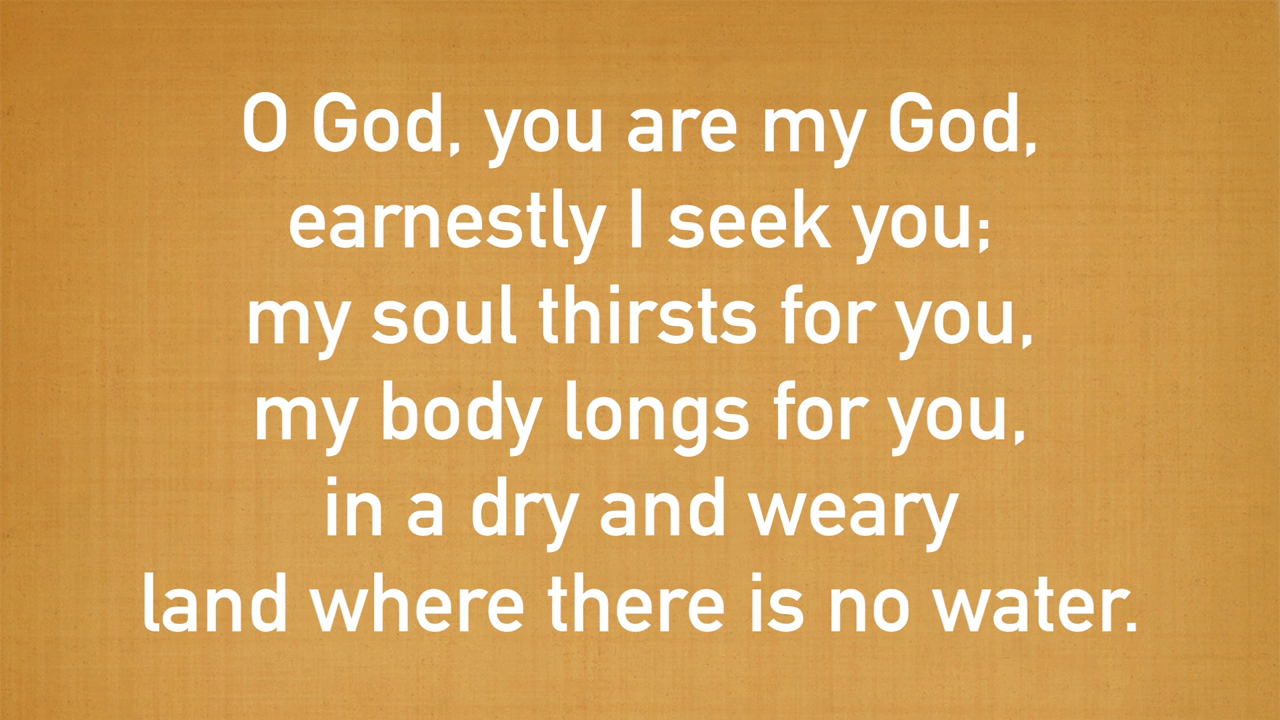 O God, you are my God,
earnestly I seek you;
my soul thirsts for you,
my body longs for you,
in a dry and weary
land where there is no water.